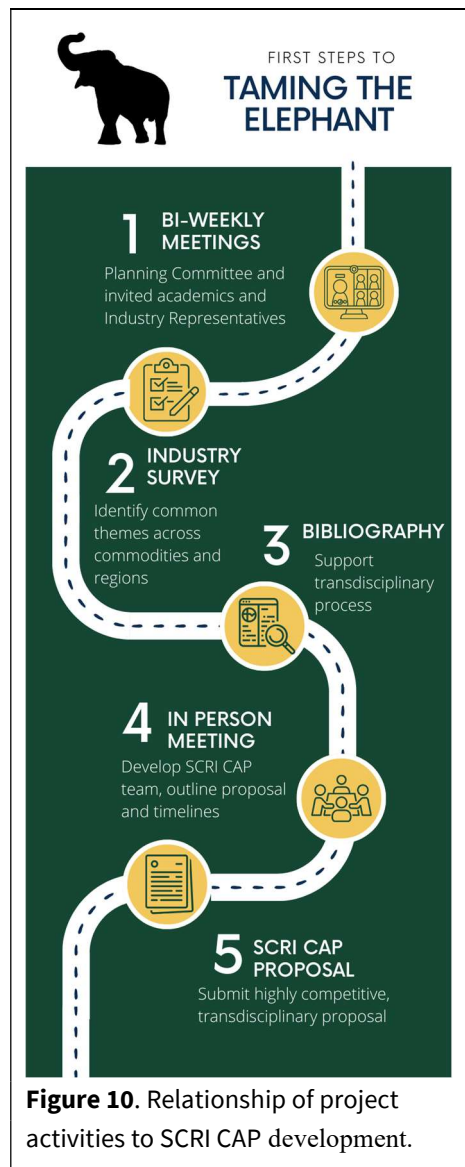 FIRST STEPS TO
TAMING THE
ELEPHANT
1 BI-WEEKLY
MEETINGS
Planning Committee and
invited academics and
Industry Representatives
2 INDUSTRY
SURVEY
Identify common
themes across
commodities and
regions
3 BIBLIOGRAPHY
Support
transdisciplinary
process
4 IN PERSON
MEETING
Develop SCRI CAP
team, outline proposal
and timelines
5 SCRI CAP
PROPOSAL
Submit highly competitive,
transdisciplinary proposal
Figure 10. Relationship of project
activities to SCRI CAP development.